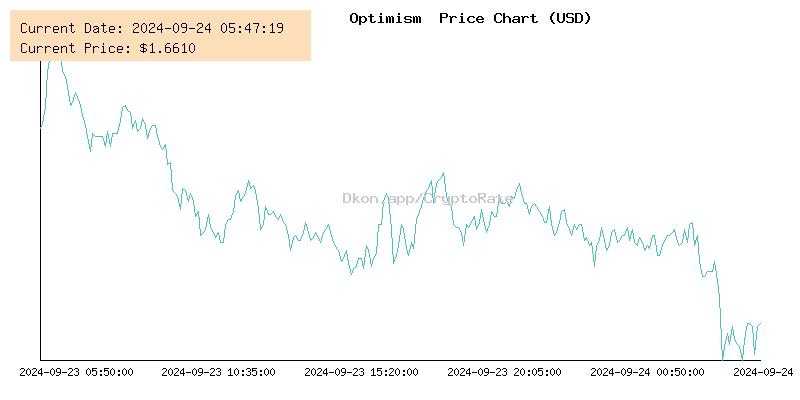 Optimism  Price Chart (USD)
Current Date: 2024-09-24 05:47:19
Current Price: $1.6610
Dkon.app/CryptoRate
2024-09-23 05:50:00 2024-09-23 10:35:00 2024-09-23 15:20:00 2024-09-23 20:05:00 2024-09-24 00:50:00 2024-09-24